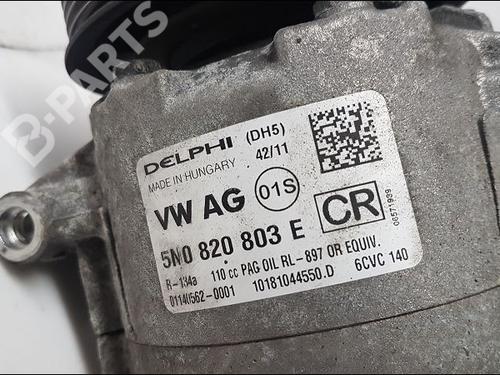 B-PARTS
DELPHI (DH5)
MADE IN HUNGARY 42/11
VW AG 01S
5N0 820 803 E CR
R-134a 110 cc PAG OIL RL-897 OR EQUIV.
01140562-0001 10181044550.D 6CVC 140
06571939